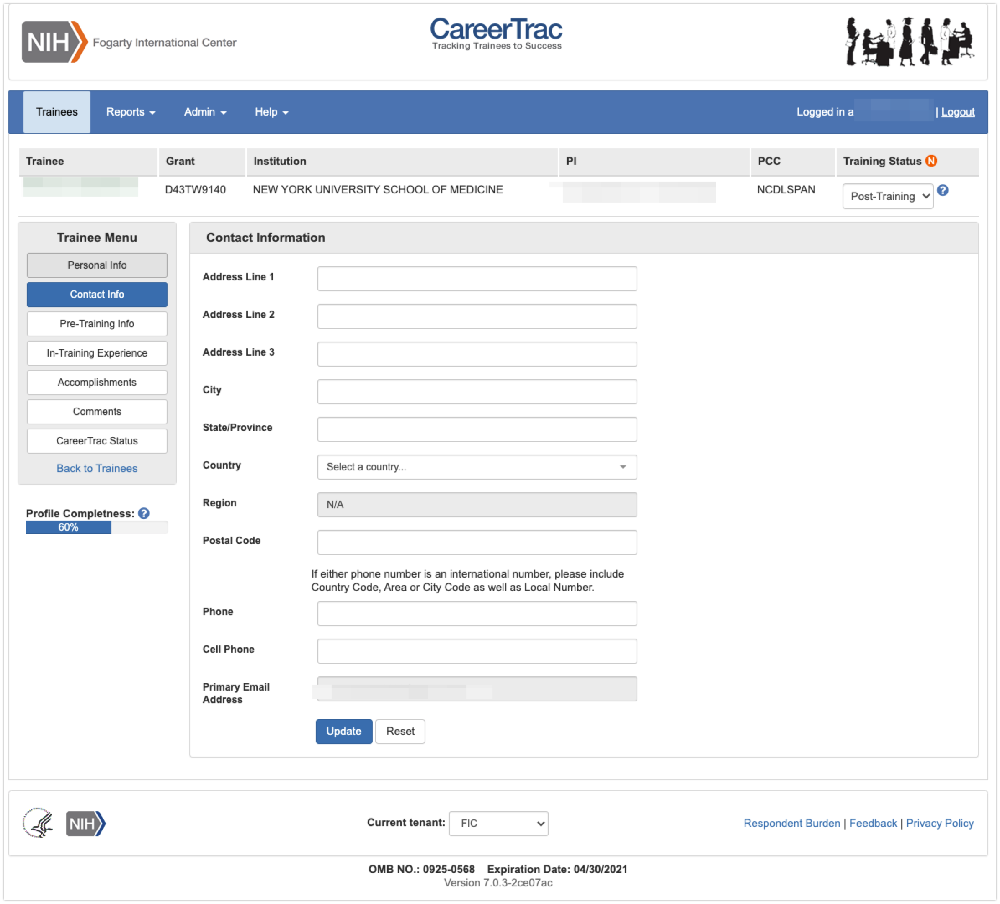 NIH Fogarty International Center
CareerTrac
Tracking Trainees to Success
Trainees Reports Admin Help Logged in a | Logout
Trainee Grant Institution PI PCC Training Status N
D43TW9140 NEW YORK UNIVERSITY SCHOOL OF MEDICINE NCDLSPAN Post-Training ?
Trainee Menu
Personal Info
Contact Info
Pre-Training Info
In-Training Experience
Accomplishments
Comments
CareerTrac Status
Back to Trainees
Profile Completness: ?
60%
Contact Information
Address Line 1
Address Line 2
Address Line 3
City
State/Province
Country Select a country...
Region N/A
Postal Code
If either phone number is an international number, please include
Country Code, Area or City Code as well as Local Number.
Phone
Cell Phone
Primary Email
Address
Update Reset
NIH Current tenant: FIC Respondent Burden | Feedback | Privacy Policy
OMB NO.: 0925-0568 Expiration Date: 04/30/2021
Version 7.0.3-2ce07ac